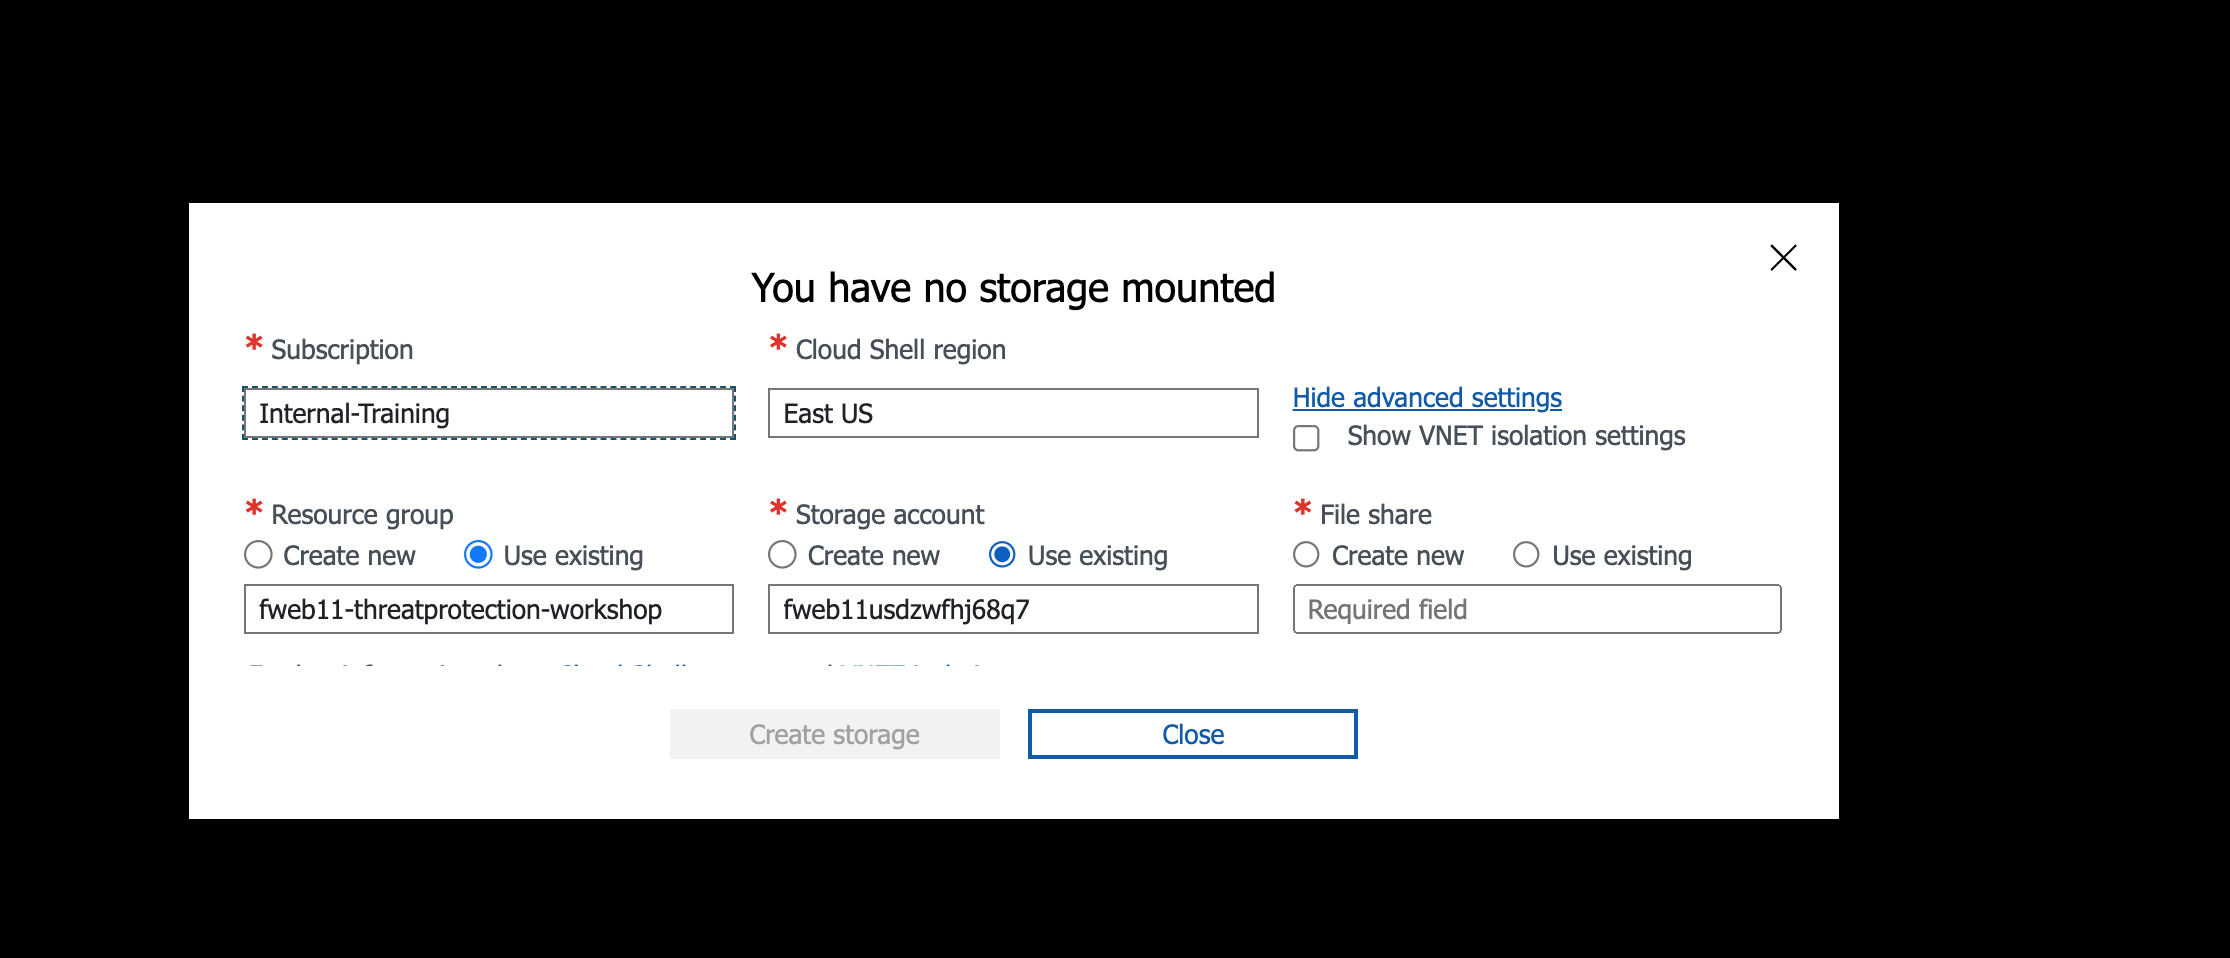 You have no storage mounted
* Subscription
* Cloud Shell region
Internal-Training
East US
Hide advanced settings
Show VNET isolation settings
* Resource group
* Storage account
* File share
Create new
Use existing
Create new
Use existing
Create new
Use existing
fweb11-threatprotection-workshop
fweb11usdzwfhj68q7
Required field
Create storage
Close